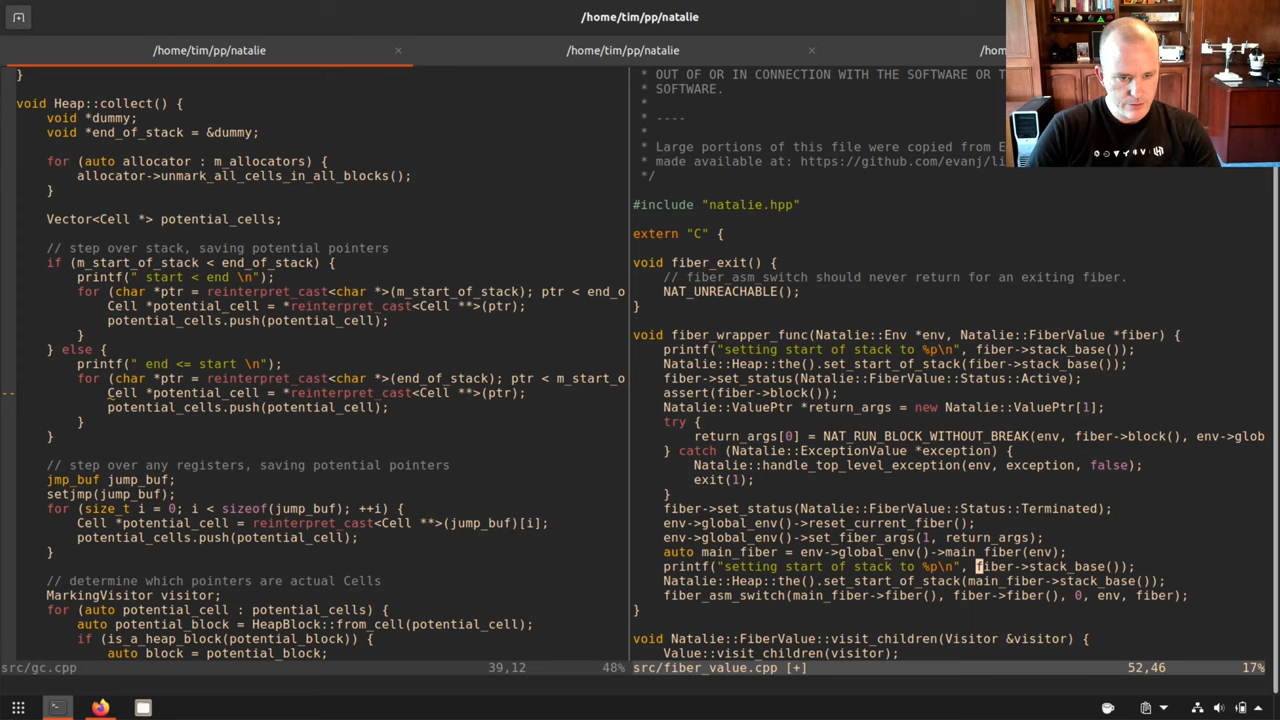 /home/tim/pp/natalie
/home/tim/pp/natalie
/home/tim/pp/natalie
/hom
}
void Heap::collect() {
void *dummy;
void *end_of_stack = &dummy;
for (auto allocator : m_allocators) {
allocator->unmark_all_cells_in_all_blocks();
}
Vector<Cell *> potential_cells;
// step over stack, saving potential pointers
if (m_start_of_stack < end_of_stack) {
printf(" start < end \n");
for (char *ptr = reinterpret_cast<char *>(m_start_of_stack); ptr < end_o
Cell *potential_cell = *reinterpret_cast<Cell **>(ptr);
potential_cells.push(potential_cell);
}
} else {
printf(" end <= start \n");
for (char *ptr = reinterpret_cast<char *>(end_of_stack); ptr < m_start_o
-- Cell *potential_cell = *reinterpret_cast<Cell **>(ptr);
potential_cells.push(potential_cell);
}
}
// step over any registers, saving potential pointers
jmp_buf jump_buf;
setjmp(jump_buf);
for (size_t i = 0; i < sizeof(jump_buf); ++i) {
Cell *potential_cell = reinterpret_cast<Cell **>(jump_buf)[i];
potential_cells.push(potential_cell);
}
// determine which pointers are actual Cells
MarkingVisitor visitor;
for (auto potential_cell : potential_cells) {
auto potential_block = HeapBlock::from_cell(potential_cell);
if (is_a_heap_block(potential_block)) {
auto block = potential_block;
src/gc.cpp 39,12 48%
* OUT OF OR IN CONNECTION WITH THE SOFTWARE OR T
* SOFTWARE.
*
* ----
*
* Large portions of this file were copied from E
* made available at: https://github.com/evanj/li
*/
#include "natalie.hpp"
extern "C" {
void fiber_exit() {
// fiber_asm_switch should never return for an exiting fiber.
NAT_UNREACHABLE();
}
void fiber_wrapper_func(Natalie::Env *env, Natalie::FiberValue *fiber) {
printf("setting start of stack to %p\n", fiber->stack_base());
Natalie::Heap::the().set_start_of_stack(fiber->stack_base());
fiber->set_status(Natalie::FiberValue::Status::Active);
assert(fiber->block());
Natalie::ValuePtr *return_args = new Natalie::ValuePtr[1];
try {
return_args[0] = NAT_RUN_BLOCK_WITHOUT_BREAK(env, fiber->block(), env->glob
} catch (Natalie::ExceptionValue *exception) {
Natalie::handle_top_level_exception(env, exception, false);
exit(1);
}
fiber->set_status(Natalie::FiberValue::Status::Terminated);
env->global_env()->reset_current_fiber();
env->global_env()->set_fiber_args(1, return_args);
auto main_fiber = env->global_env()->main_fiber(env);
printf("setting start of stack to %p\n", fiber->stack_base());
Natalie::Heap::the().set_start_of_stack(main_fiber->stack_base());
fiber_asm_switch(main_fiber->fiber(), fiber->fiber(), 0, env, fiber);
}
void Natalie::FiberValue::visit_children(Visitor &visitor) {
Value::visit_children(visitor);
src/fiber_value.cpp [+] 52,46 17%